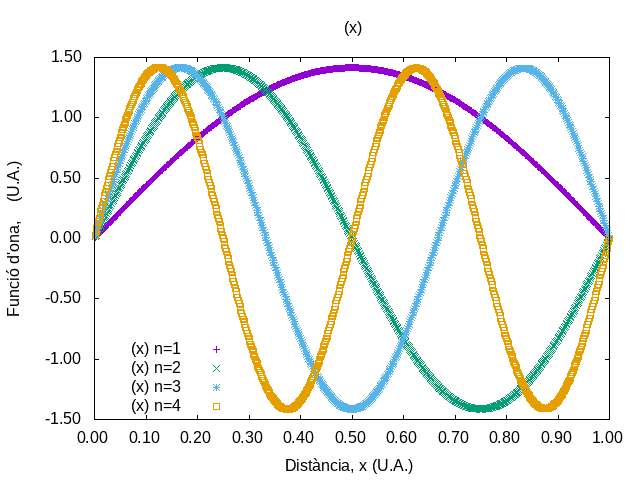 (x)
1.50
1.00
0.50
0.00
-0.50
-1.00
-1.50
Funció d'ona, (U.A.)
(x) n=1
(x) n=2
(x) n=3
(x) n=4
0.00 0.10 0.20 0.30 0.40 0.50 0.60 0.70 0.80 0.90 1.00
Distància, x (U.A.)